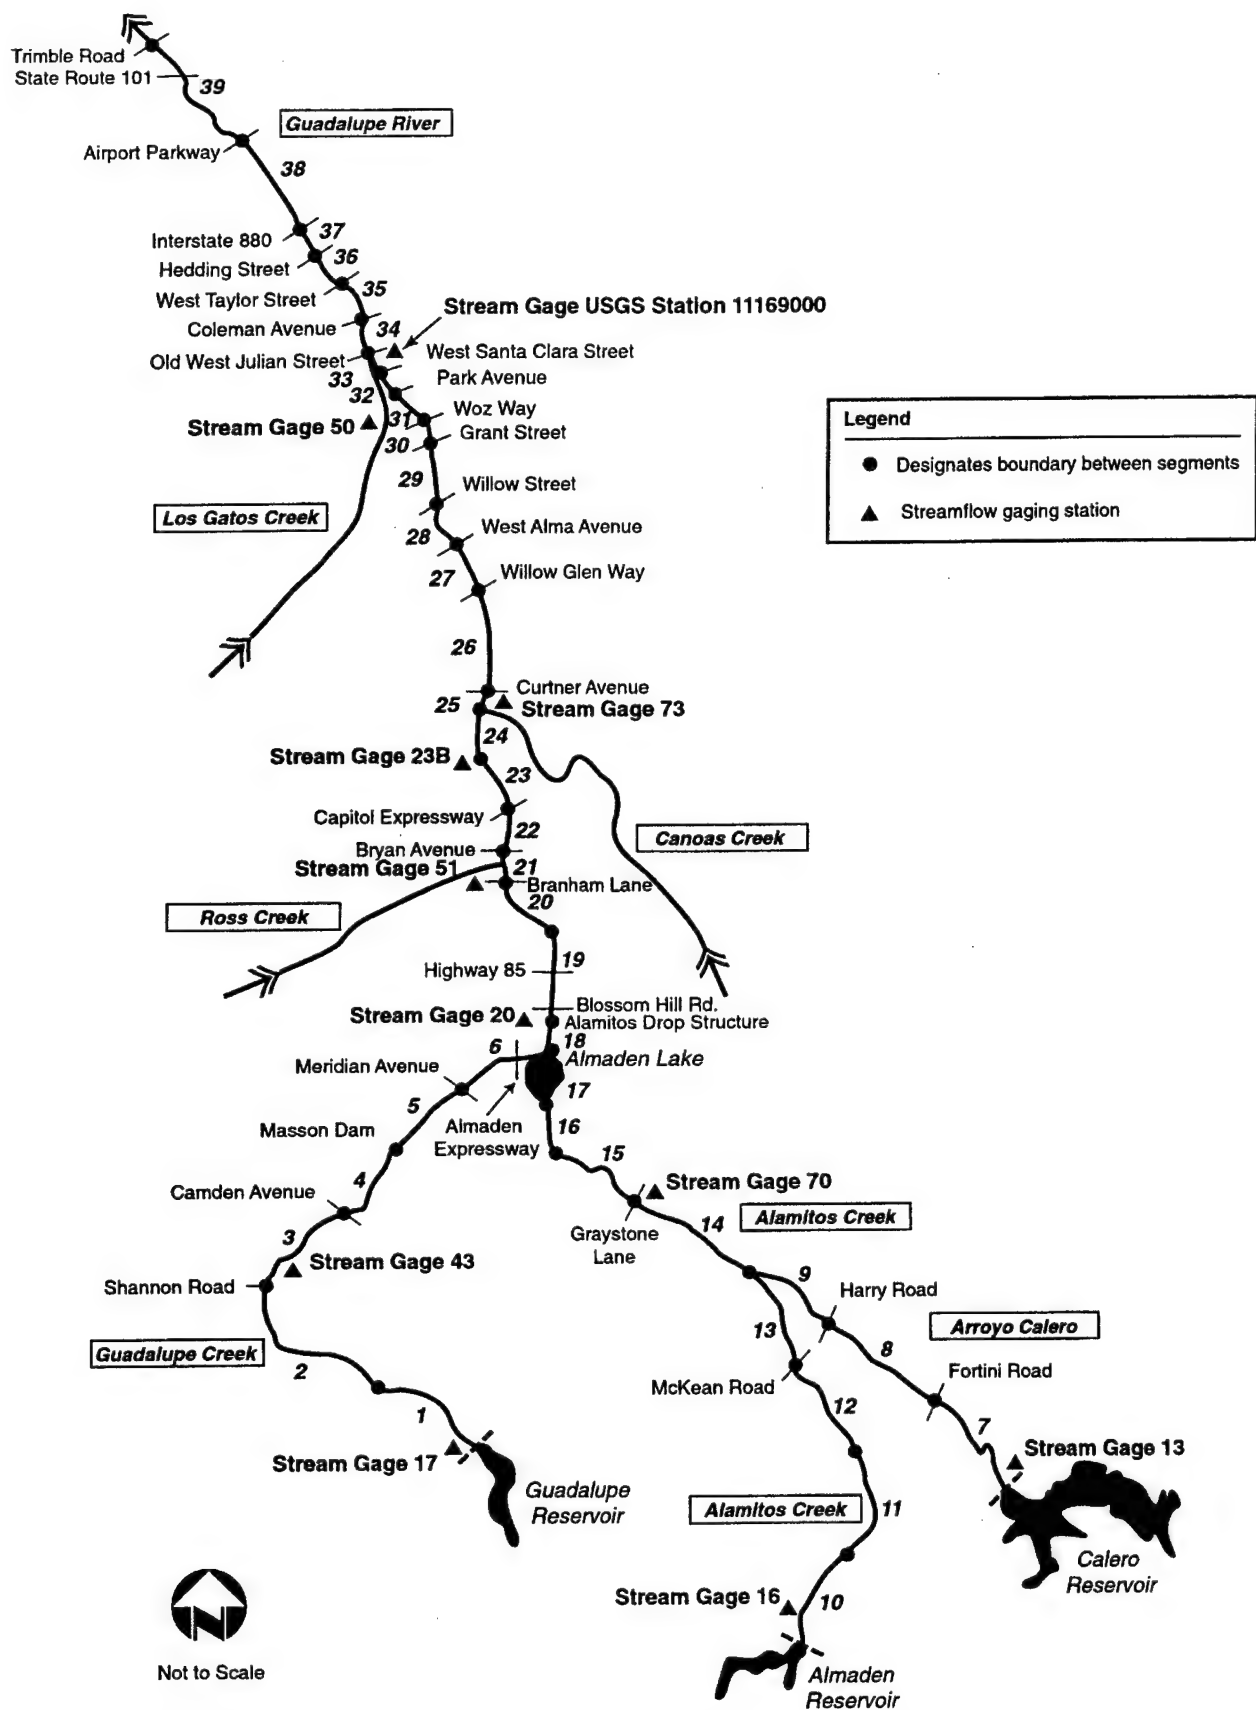 Trimble Road
State Route 101
39
Guadalupe River
Airport Parkway
38
Interstate 880
37
Hedding Street
36
West Taylor Street
35
Stream Gage USGS Station 11169000
Coleman Avenue
34
Old West Julian Street
West Santa Clara Street
33
Park Avenue
32
Stream Gage 50
31
Woz Way
30
Grant Street
Legend
Designates boundary between segments
Streamflow gaging station
29
Willow Street
Los Gatos Creek
28
West Alma Avenue
27
Willow Glen Way
26
Curtner Avenue
25
Stream Gage 73
24
Stream Gage 23B
23
Capitol Expressway
22
Canoas Creek
Bryan Avenue
Stream Gage 51
21
Branham Lane
20
Ross Creek
Highway 85
19
Blossom Hill Rd.
Stream Gage 20
Alamitos Drop Structure
18
6
Almaden Lake
Meridian Avenue
17
5
Almaden
Expressway
16
Masson Dam
15
4
Stream Gage 70
Camden Avenue
14
Alamitos Creek
3
Graystone
Lane
Stream Gage 43
Shannon Road
9
Harry Road
13
Arroyo Calero
Guadalupe Creek
8
2
Fortini Road
McKean Road
12
1
7
Stream Gage 13
Stream Gage 17
Guadalupe
Reservoir
Alamitos Creek
11
Calero
Reservoir
Stream Gage 16
10
N
Not to Scale
Almaden
Reservoir